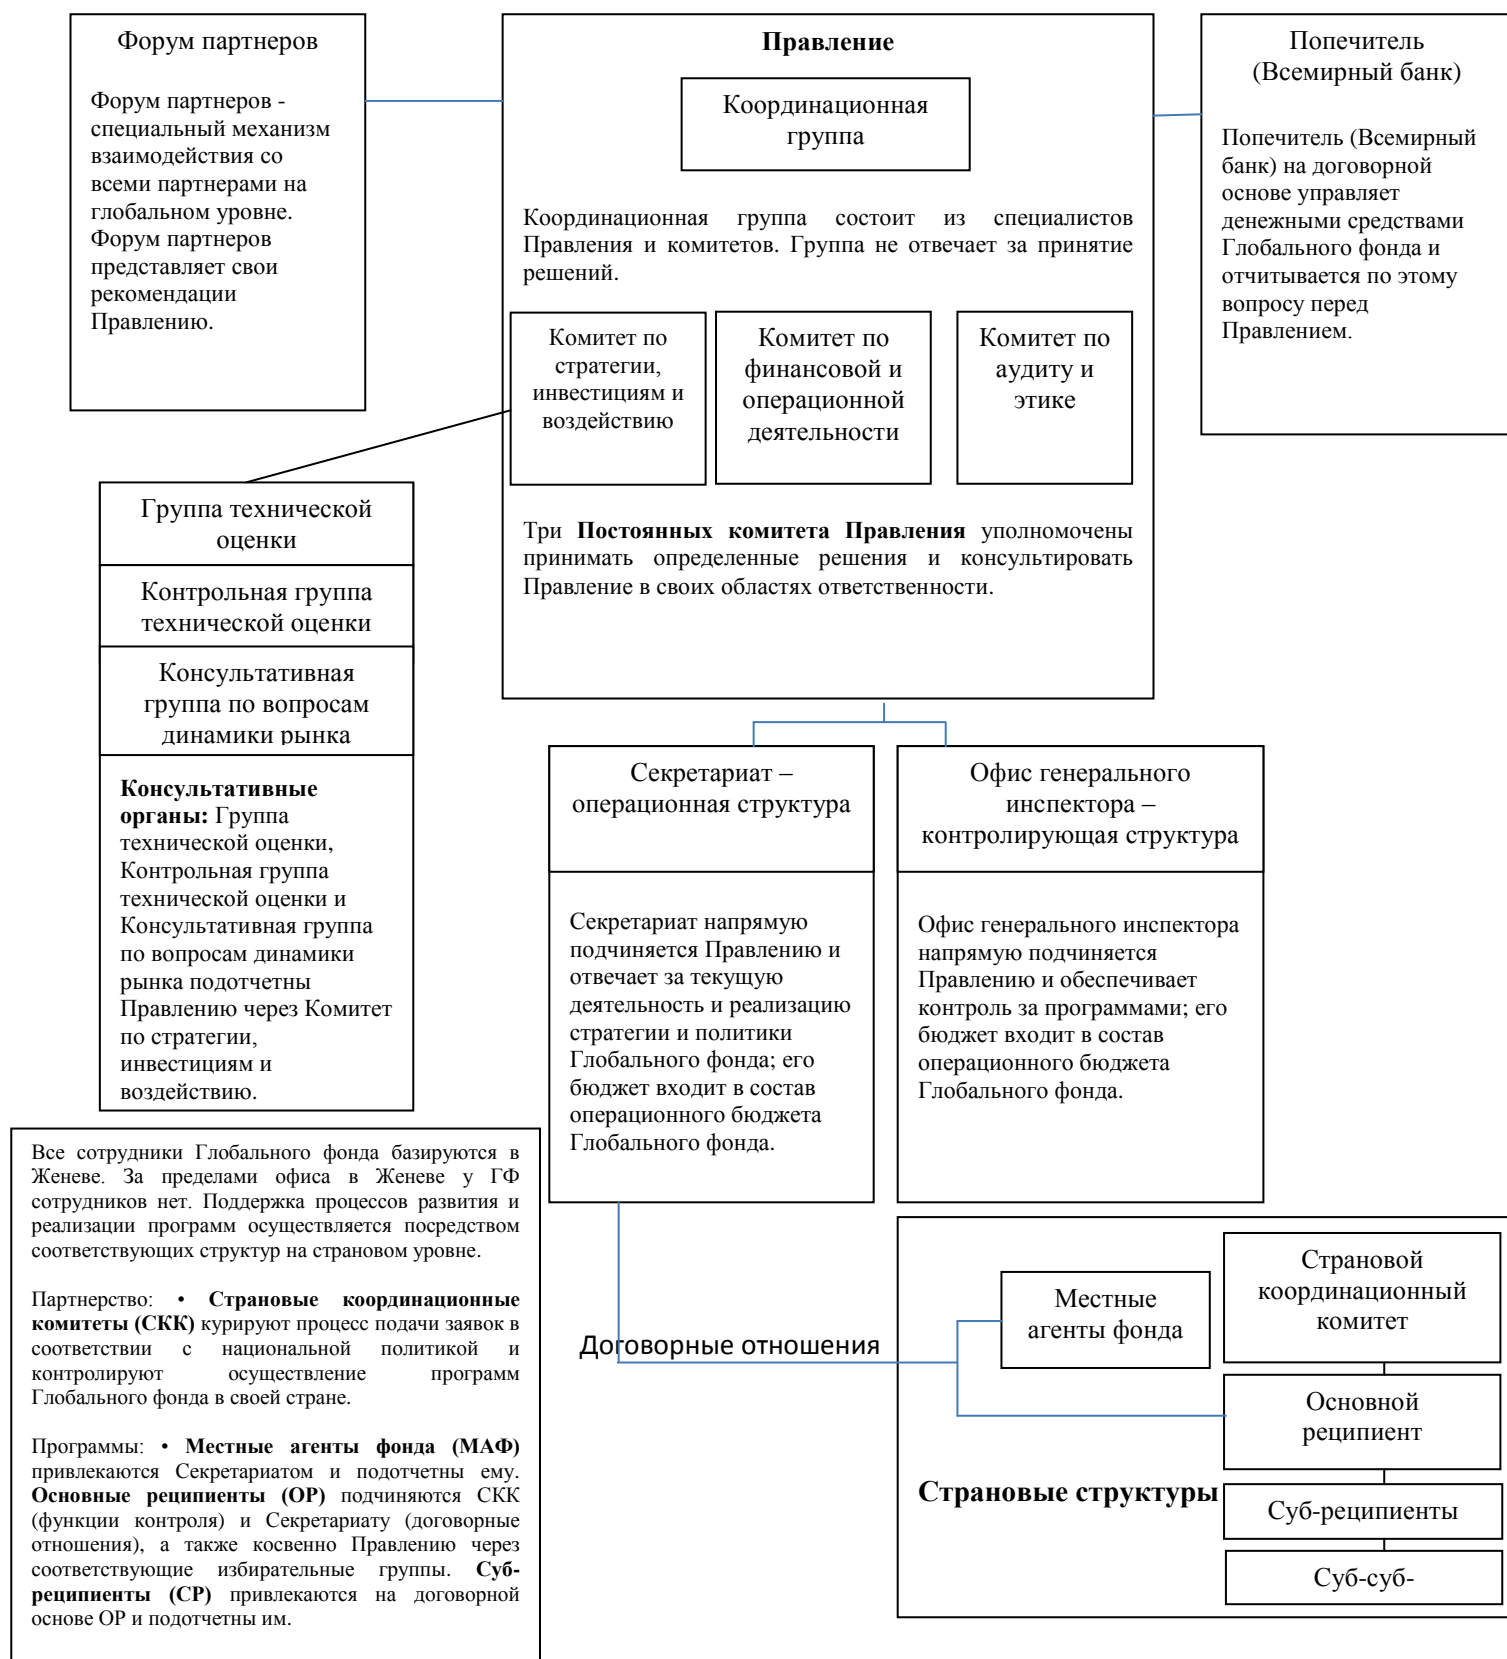 Форум партнеров
Форум партнеров -
специальный механизм
взаимодействия со
всеми партнерами на
глобальном уровне.
Форум партнеров
представляет свои
рекомендации
Правлению.
Правление
Координационная
группа
Координационная группа состоит из специалистов
Правления и комитетов. Группа не отвечает за принятие
решений.
Комитет по
стратегии,
инвестициям и
воздействию
Комитет по
финансовой и
операционной
деятельности
Комитет по
аудиту и
этике
Три Постоянных комитета Правления уполномочены
принимать определенные решения и консультировать
Правление в своих областях ответственности.
Попечитель
(Всемирный банк)
Попечитель (Всемирный
банк) на договорной
основе управляет
денежными средствами
Глобального фонда и
отчитывается по этому
вопросу перед
Правлением.
Группа технической
оценки
Контрольная группа
технической оценки
Консультативная
группа по вопросам
динамики рынка
Консультативные
органы: Группа
технической оценки,
Контрольная группа
технической оценки и
Консультативная группа
по вопросам динамики
рынка подотчетны
Правлению через Комитет
по стратегии,
инвестициям и
воздействию.
Секретариат –
операционная структура
Секретариат напрямую
подчиняется Правлению и
отвечает за текущую
деятельность и реализацию
стратегии и политики
Глобального фонда; его
бюджет входит в состав
операционного бюджета
Глобального фонда.
Офис генерального
инспектора –
контролирующая структура
Офис генерального инспектора
напрямую подчиняется
Правлению и обеспечивает
контроль за программами; его
бюджет входит в состав
операционного бюджета
Глобального фонда.
Все сотрудники Глобального фонда базируются в
Женеве. За пределами офиса в Женеве у ГФ
сотрудников нет. Поддержка процессов развития и
реализации программ осуществляется посредством
соответствующих структур на страновом уровне.
Партнерство: • Страновые координационные
комитеты (СКК) курируют процесс подачи заявок в
соответствии с национальной политикой и
контролируют осуществление программ
Глобального фонда в своей стране.
Программы: • Местные агенты фонда (МАФ)
привлекаются Секретариатом и подотчетны ему.
Основные реципиенты (ОР) подчиняются СКК
(функции контроля) и Секретариату (договорные
отношения), а также косвенно Правлению через
соответствующие избирательные группы. Суб-
реципиенты (СР) привлекаются на договорной
основе ОР и подотчетны им.
Договорные отношения
Местные
агенты фонда
Страновой
координационный
комитет
Основной
реципиент
Страновые структуры
Суб-реципиенты
Суб-суб-